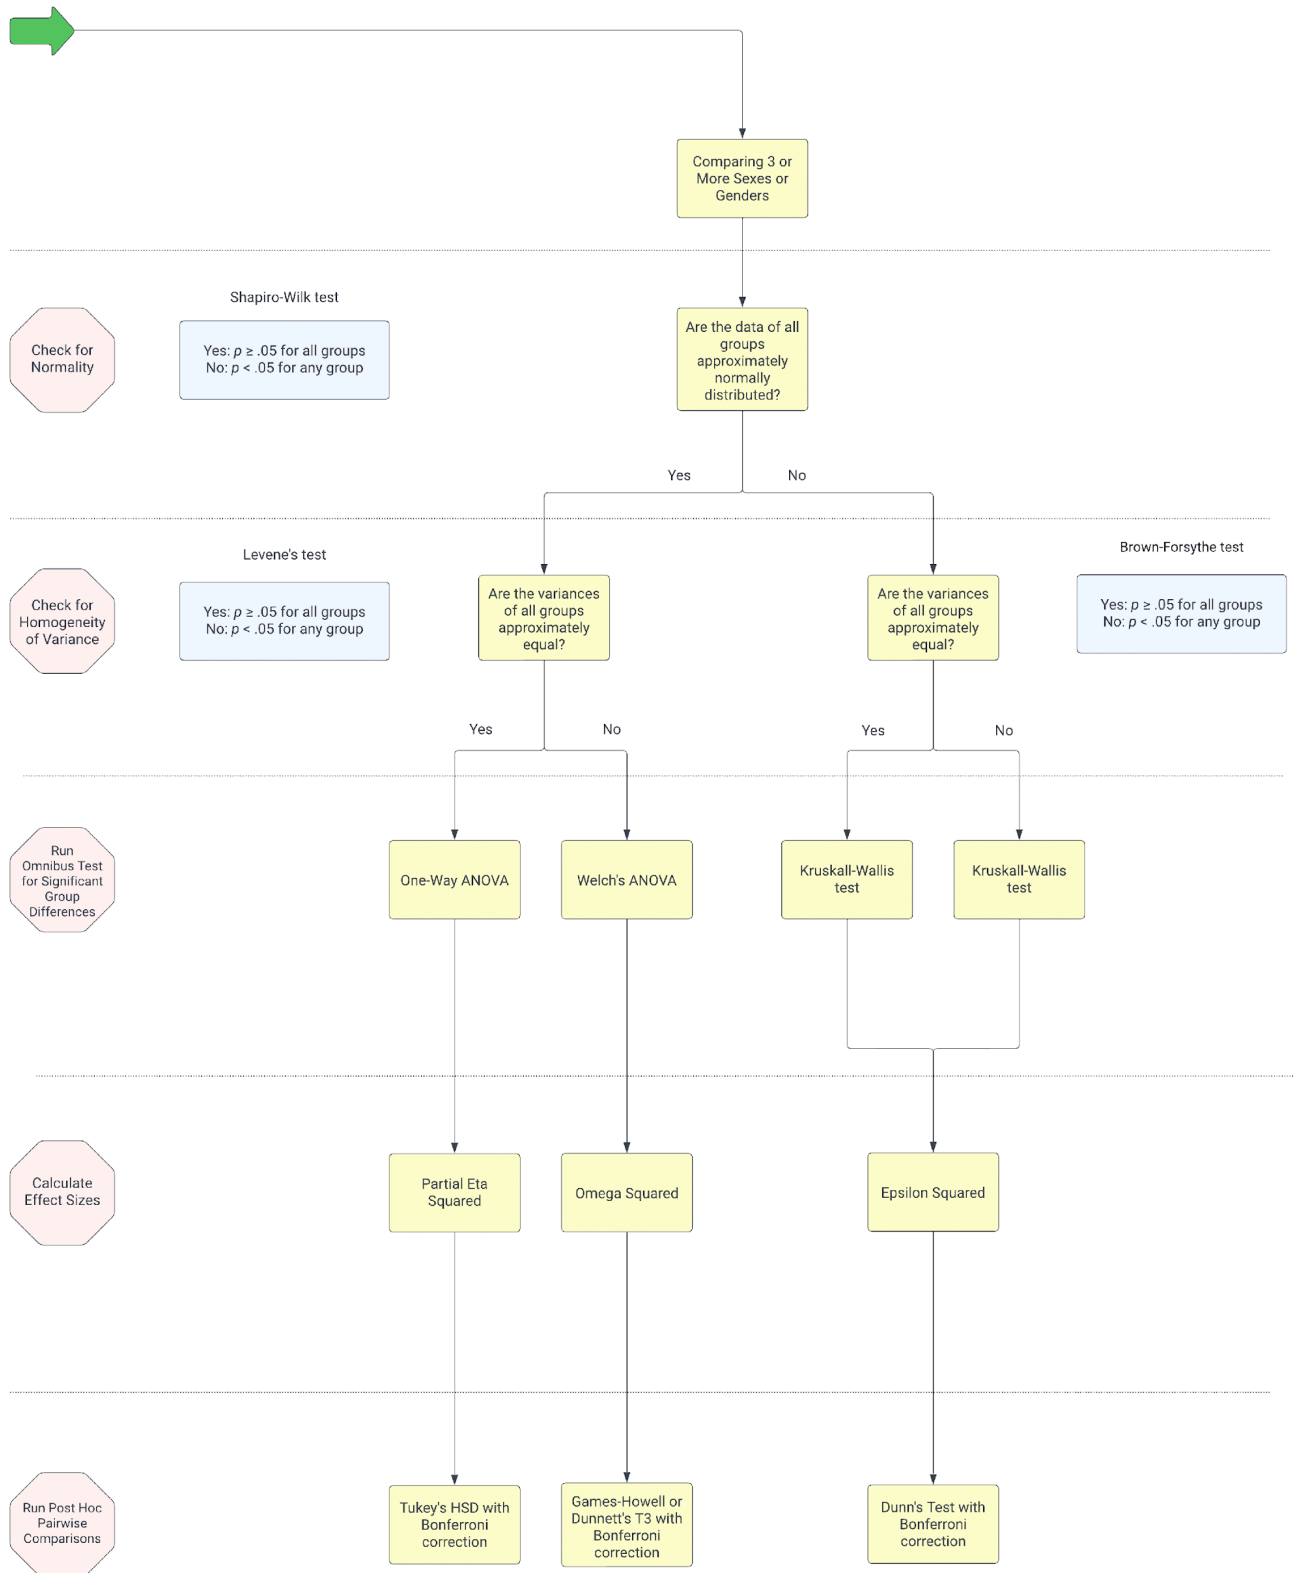 Comparing 3 or
More Sexes or
Genders
Check for
Normality
Shapiro-Wilk test
Yes: p ≥ .05 for all groups
No: p < .05 for any group
Are the data of all
groups
approximately
normally
distributed?
Yes
No
Check for
Homogeneity
of Variance
Levene's test
Yes: p ≥ .05 for all groups
No: p < .05 for any group
Are the variances
of all groups
approximately
equal?
Are the variances
of all groups
approximately
equal?
Brown-Forsythe test
Yes: p ≥ .05 for all groups
No: p < .05 for any group
Yes
No
Yes
No
Run
Omnibus Test
for Significant
Group
Differences
One-Way ANOVA
Welch's ANOVA
Kruskall-Wallis
test
Kruskall-Wallis
test
Calculate
Effect Sizes
Partial Eta
Squared
Omega Squared
Epsilon Squared
Run Post Hoc
Pairwise
Comparisons
Tukey's HSD with
Bonferroni
correction
Games-Howell or
Dunnett's T3 with
Bonferroni
correction
Dunn's Test with
Bonferroni
correction